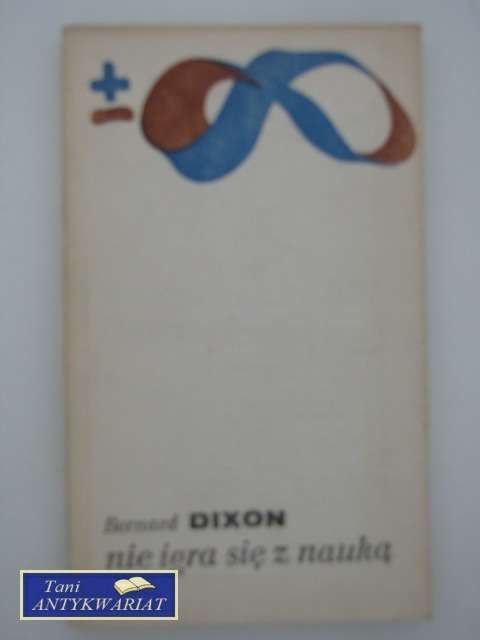 ±
Bernard DIXON
nie igra się z nauką
Tani
ANTYKWARIAT